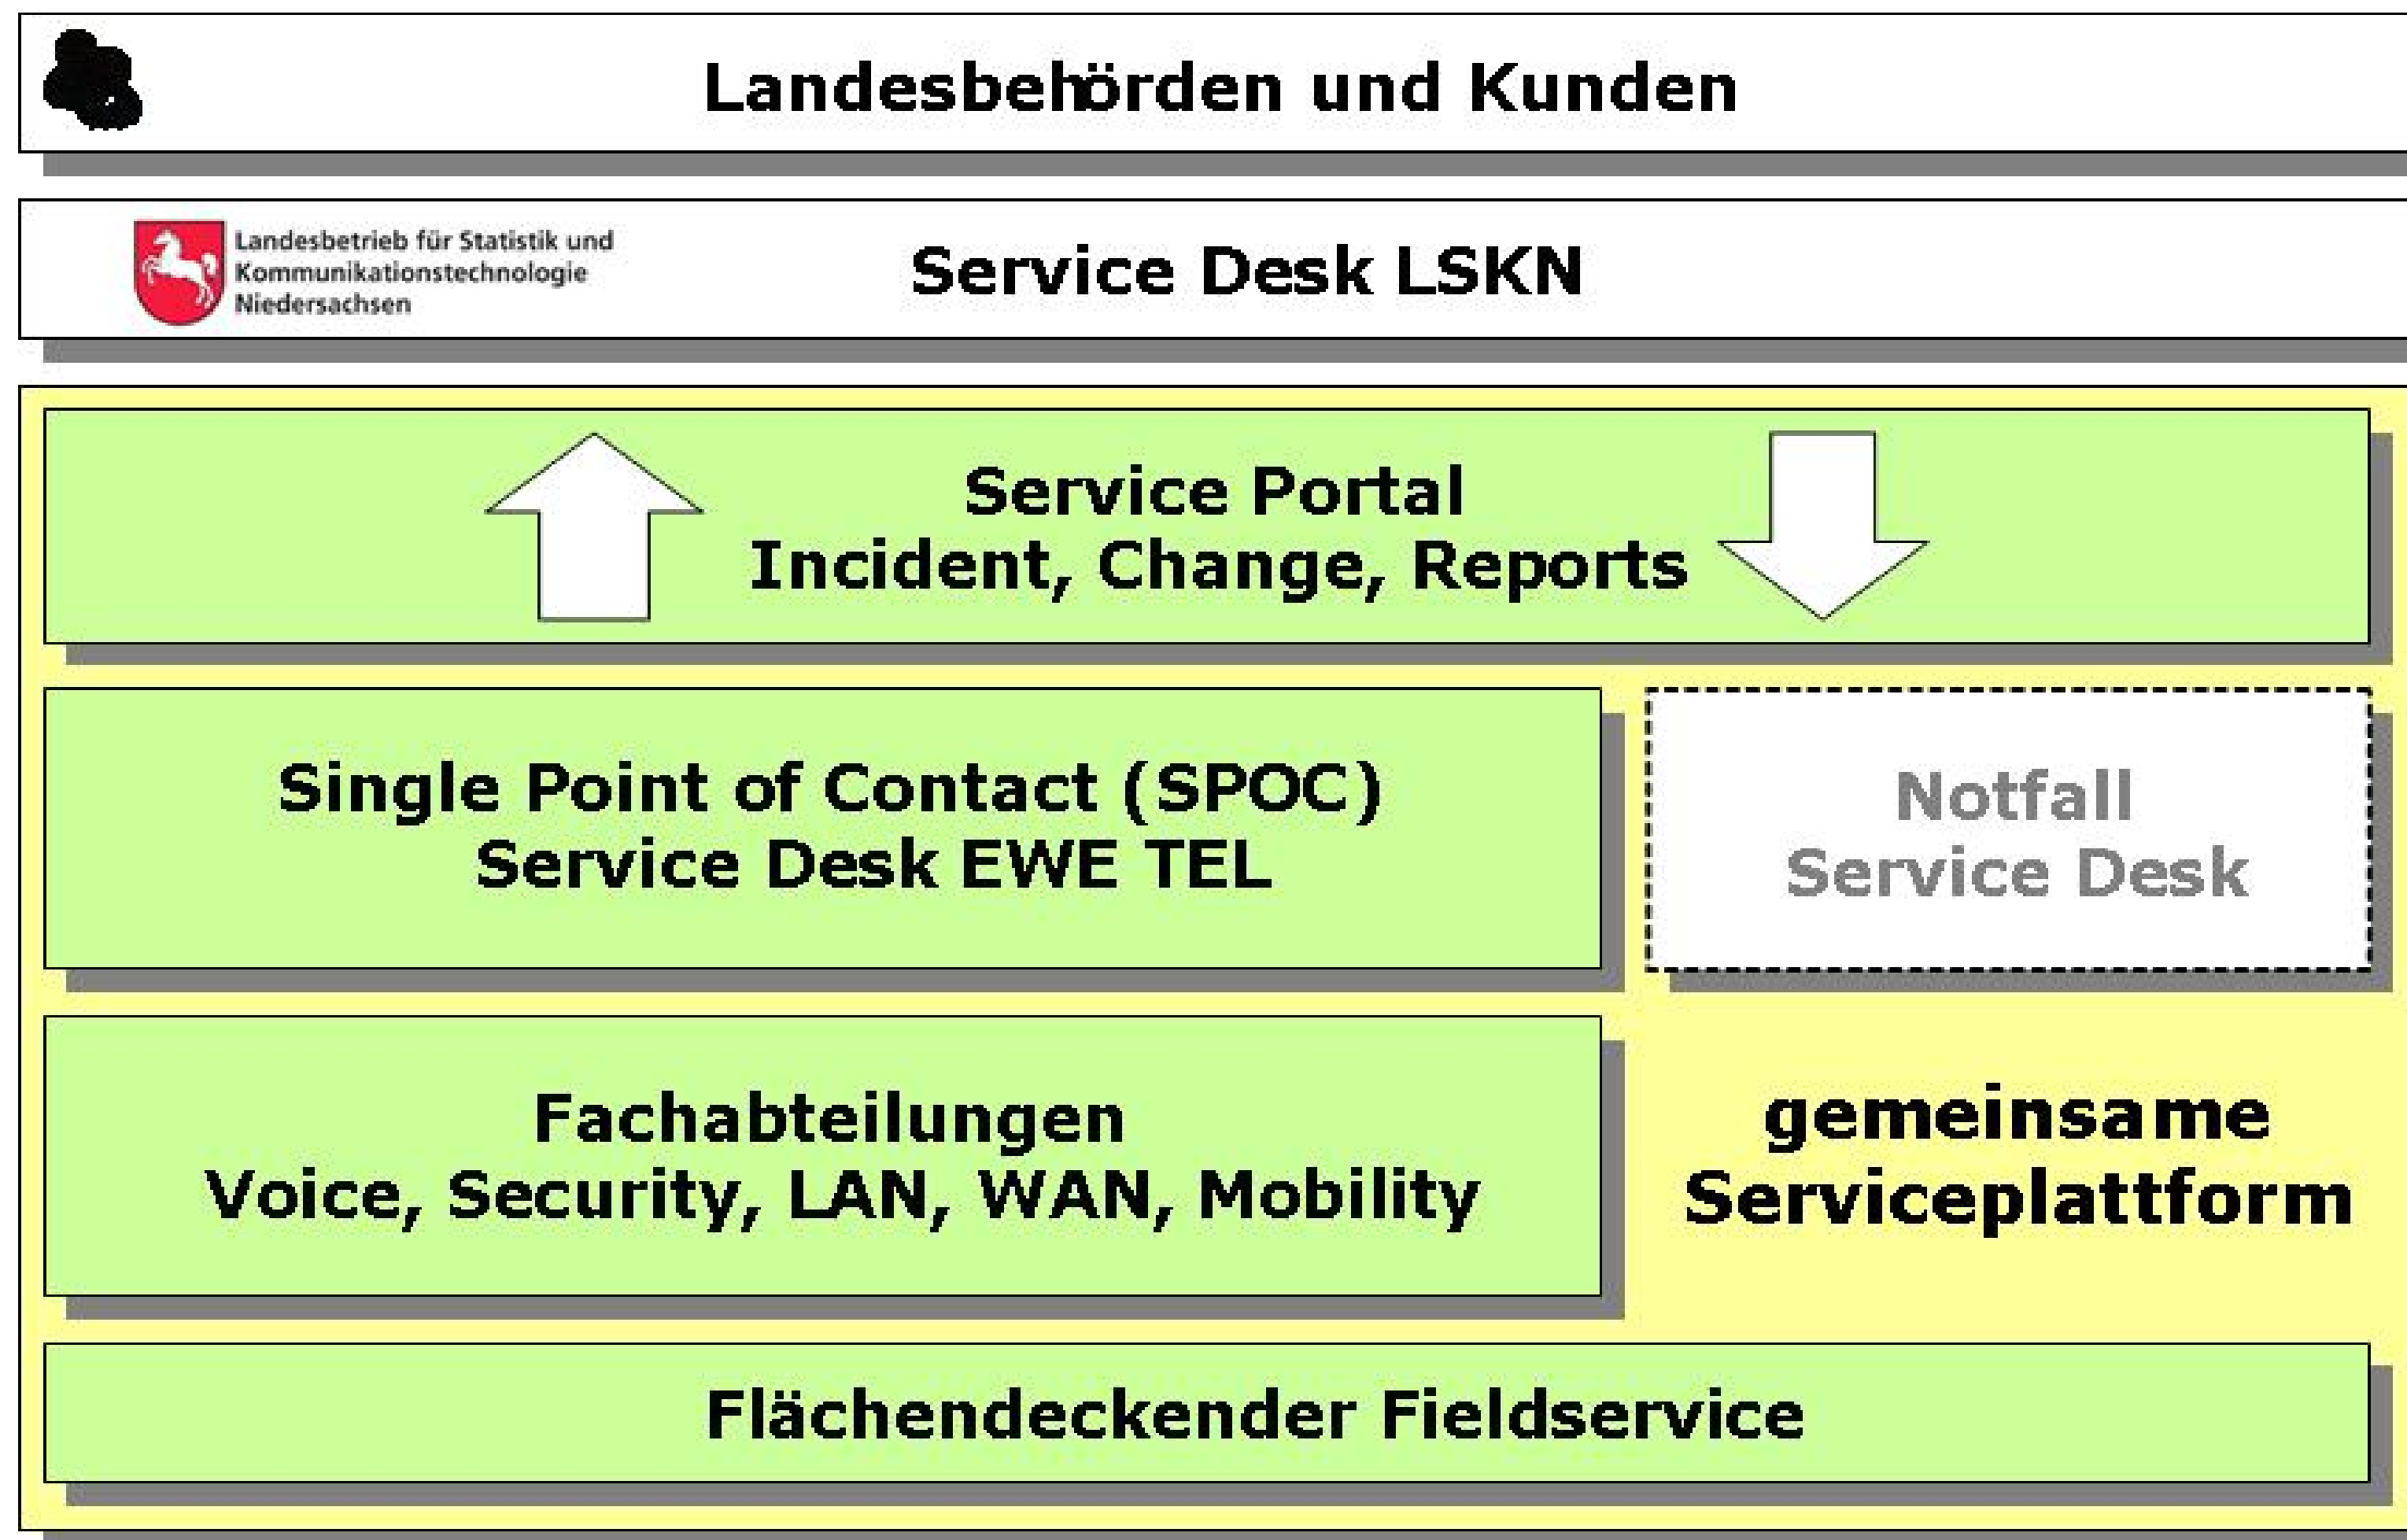 Landesbehörden und Kunden
Landesbetrieb für Statistik und
Kommunikationstechnologie
Niedersachsen
Service Desk LSKN
Service Portal
Incident, Change, Reports
Single Point of Contact (SPOC)
Service Desk EWE TEL
Notfall
Service Desk
Fachabteilungen
Voice, Security, LAN, WAN, Mobility
gemeinsame
Serviceplattform
Flächendeckender Fieldservice